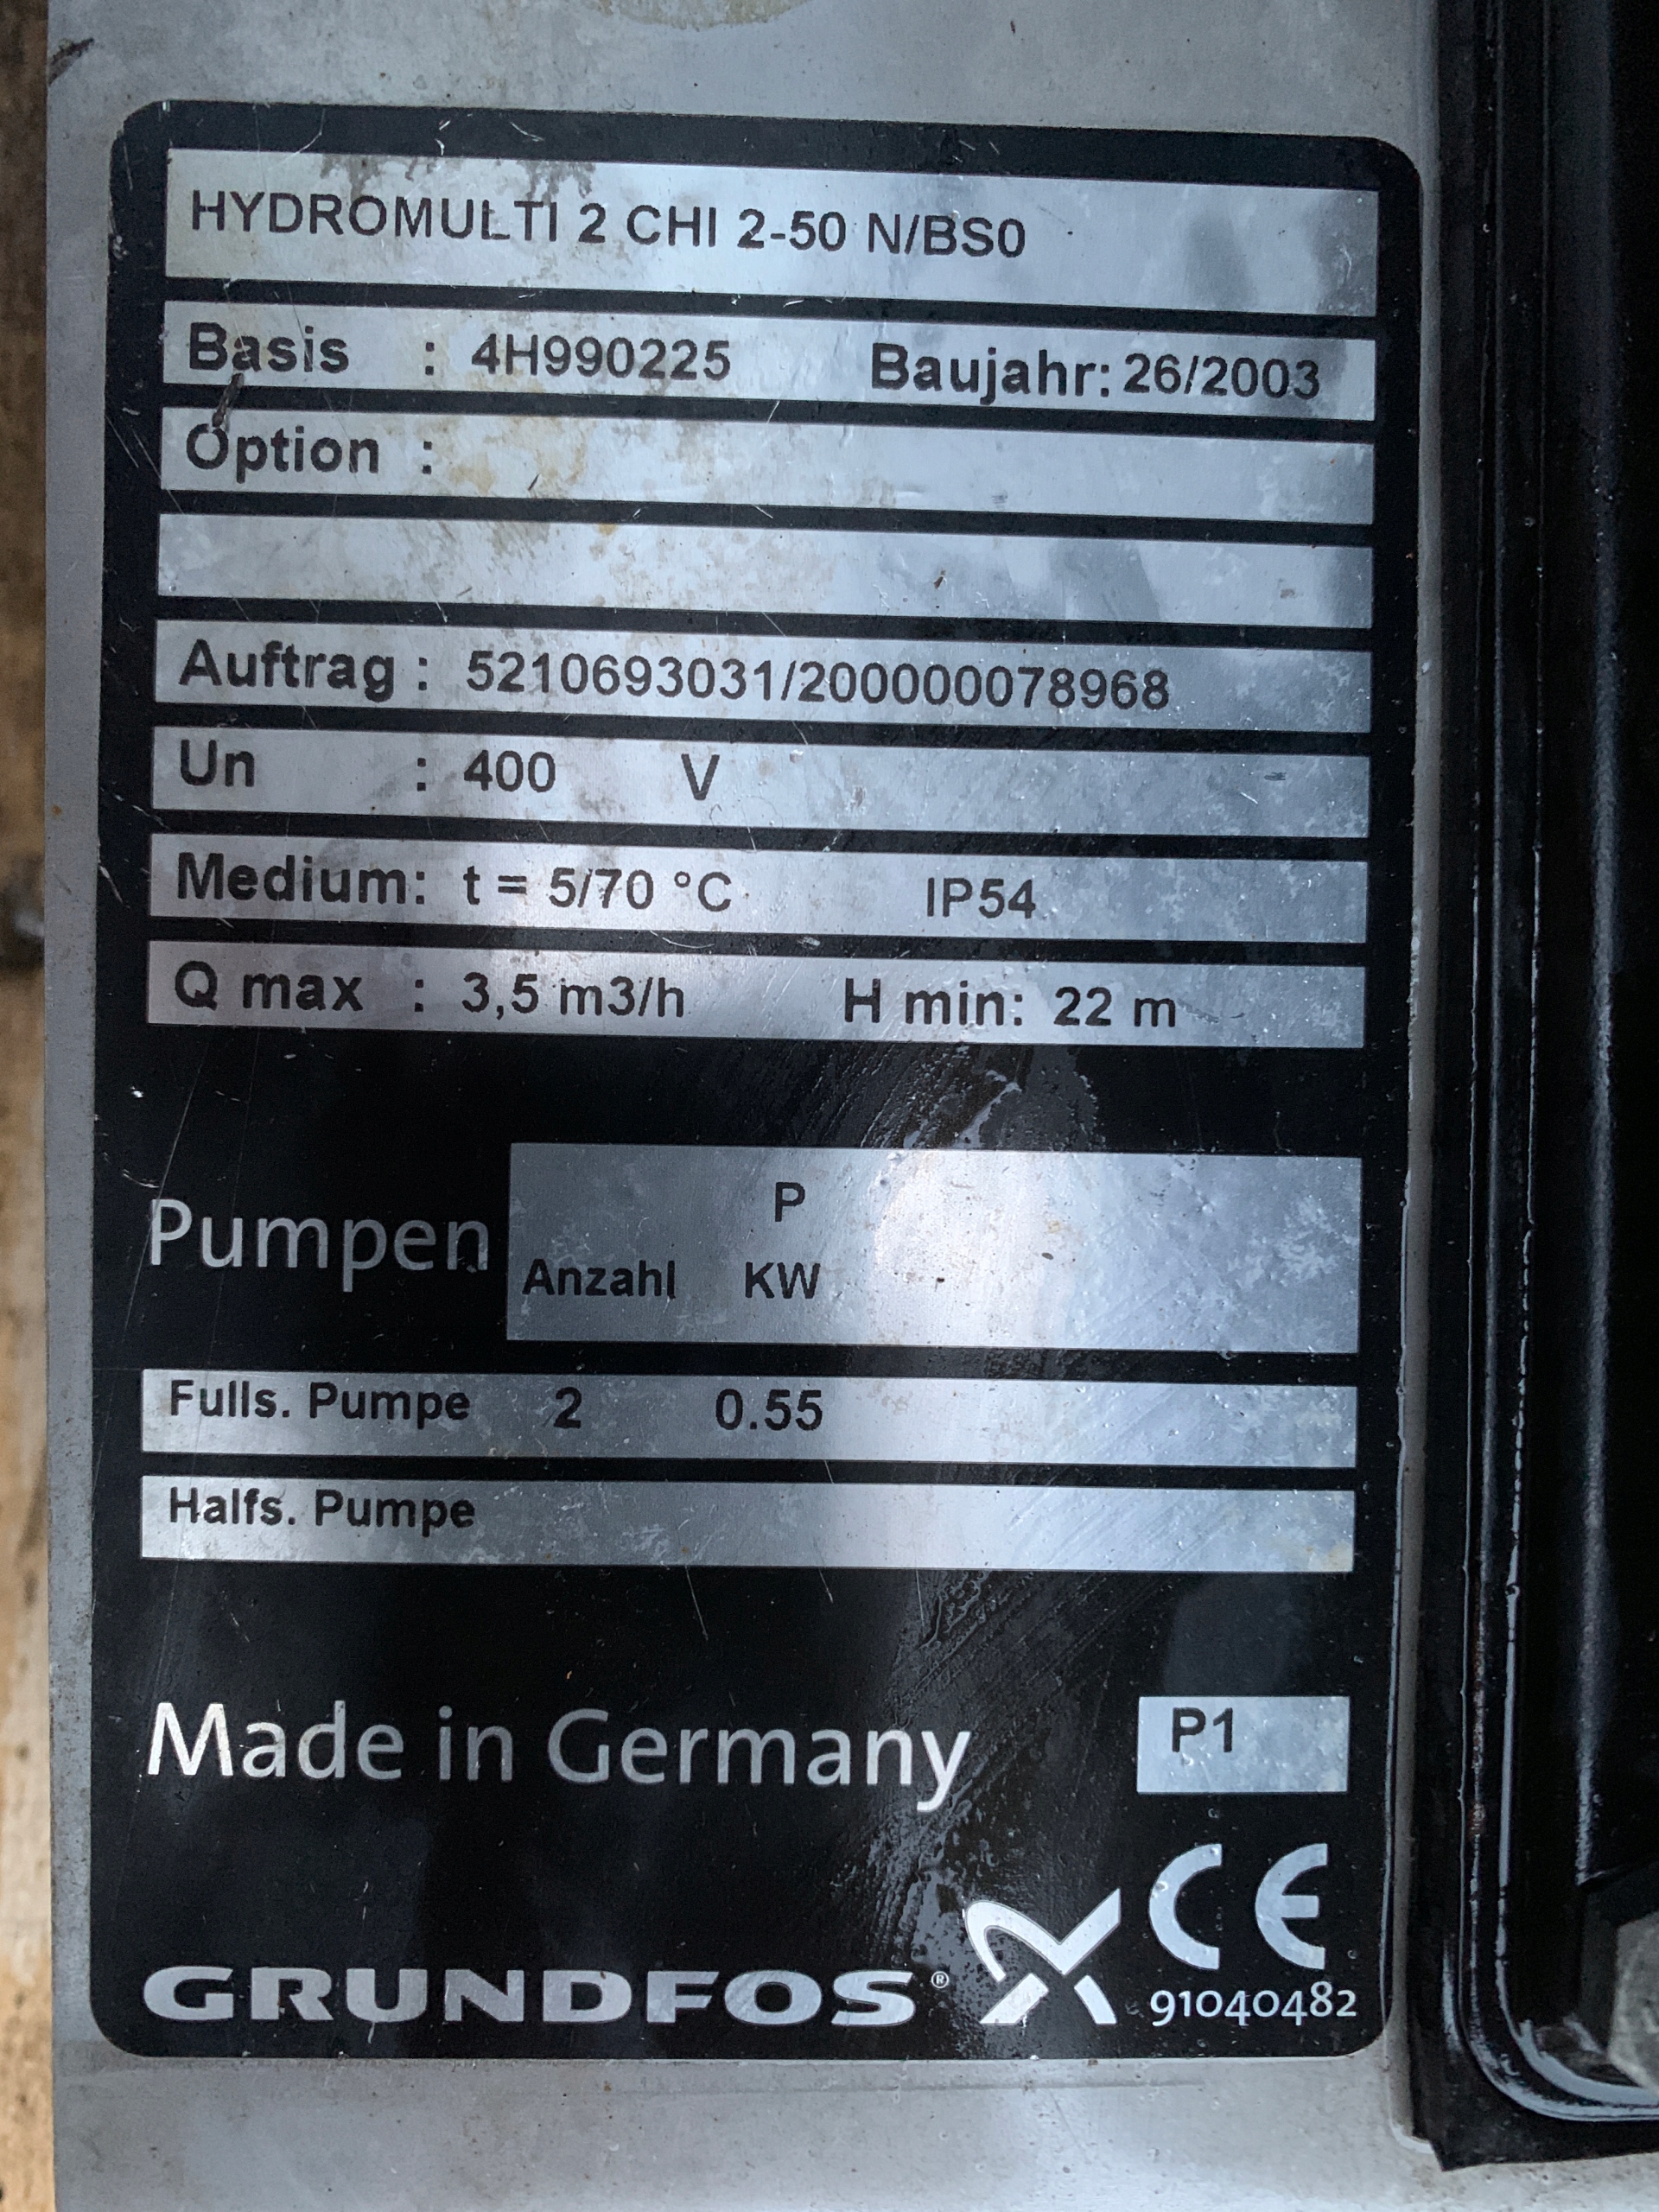 HYDROMULTI 2 CHI 2-50 N/BS0
Basis : 4H990225 Baujahr: 26/2003
Option :
Auftrag : 5210693031/200000078968
Un : 400 V
Medium: t = 5/70 °C IP54
Q max : 3,5 m3/h H min: 22 m
Pumpen
P
Anzahl KW
Fulls. Pumpe 2 0.55
Halfs. Pumpe
Made in Germany P1
CE
GRUNDFOS® 91040482